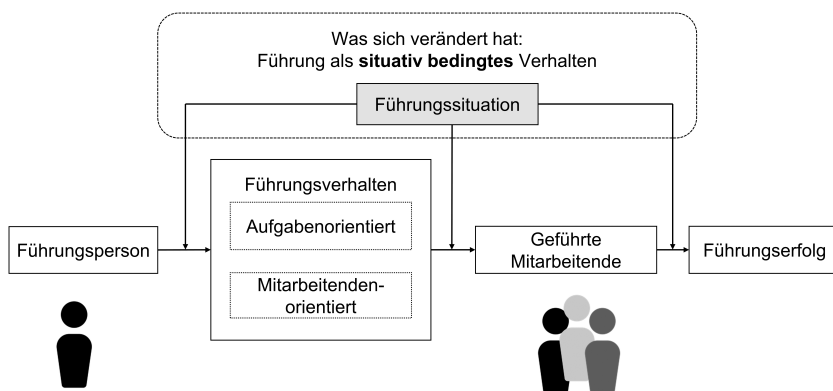 Was sich verändert hat:
Führung als situativ bedingtes Verhalten
Führungssituation
Führungsverhalten
Aufgabenorientiert
Mitarbeitenden-
orientiert
Führungsperson
Geführte
Mitarbeitende
Führungserfolg